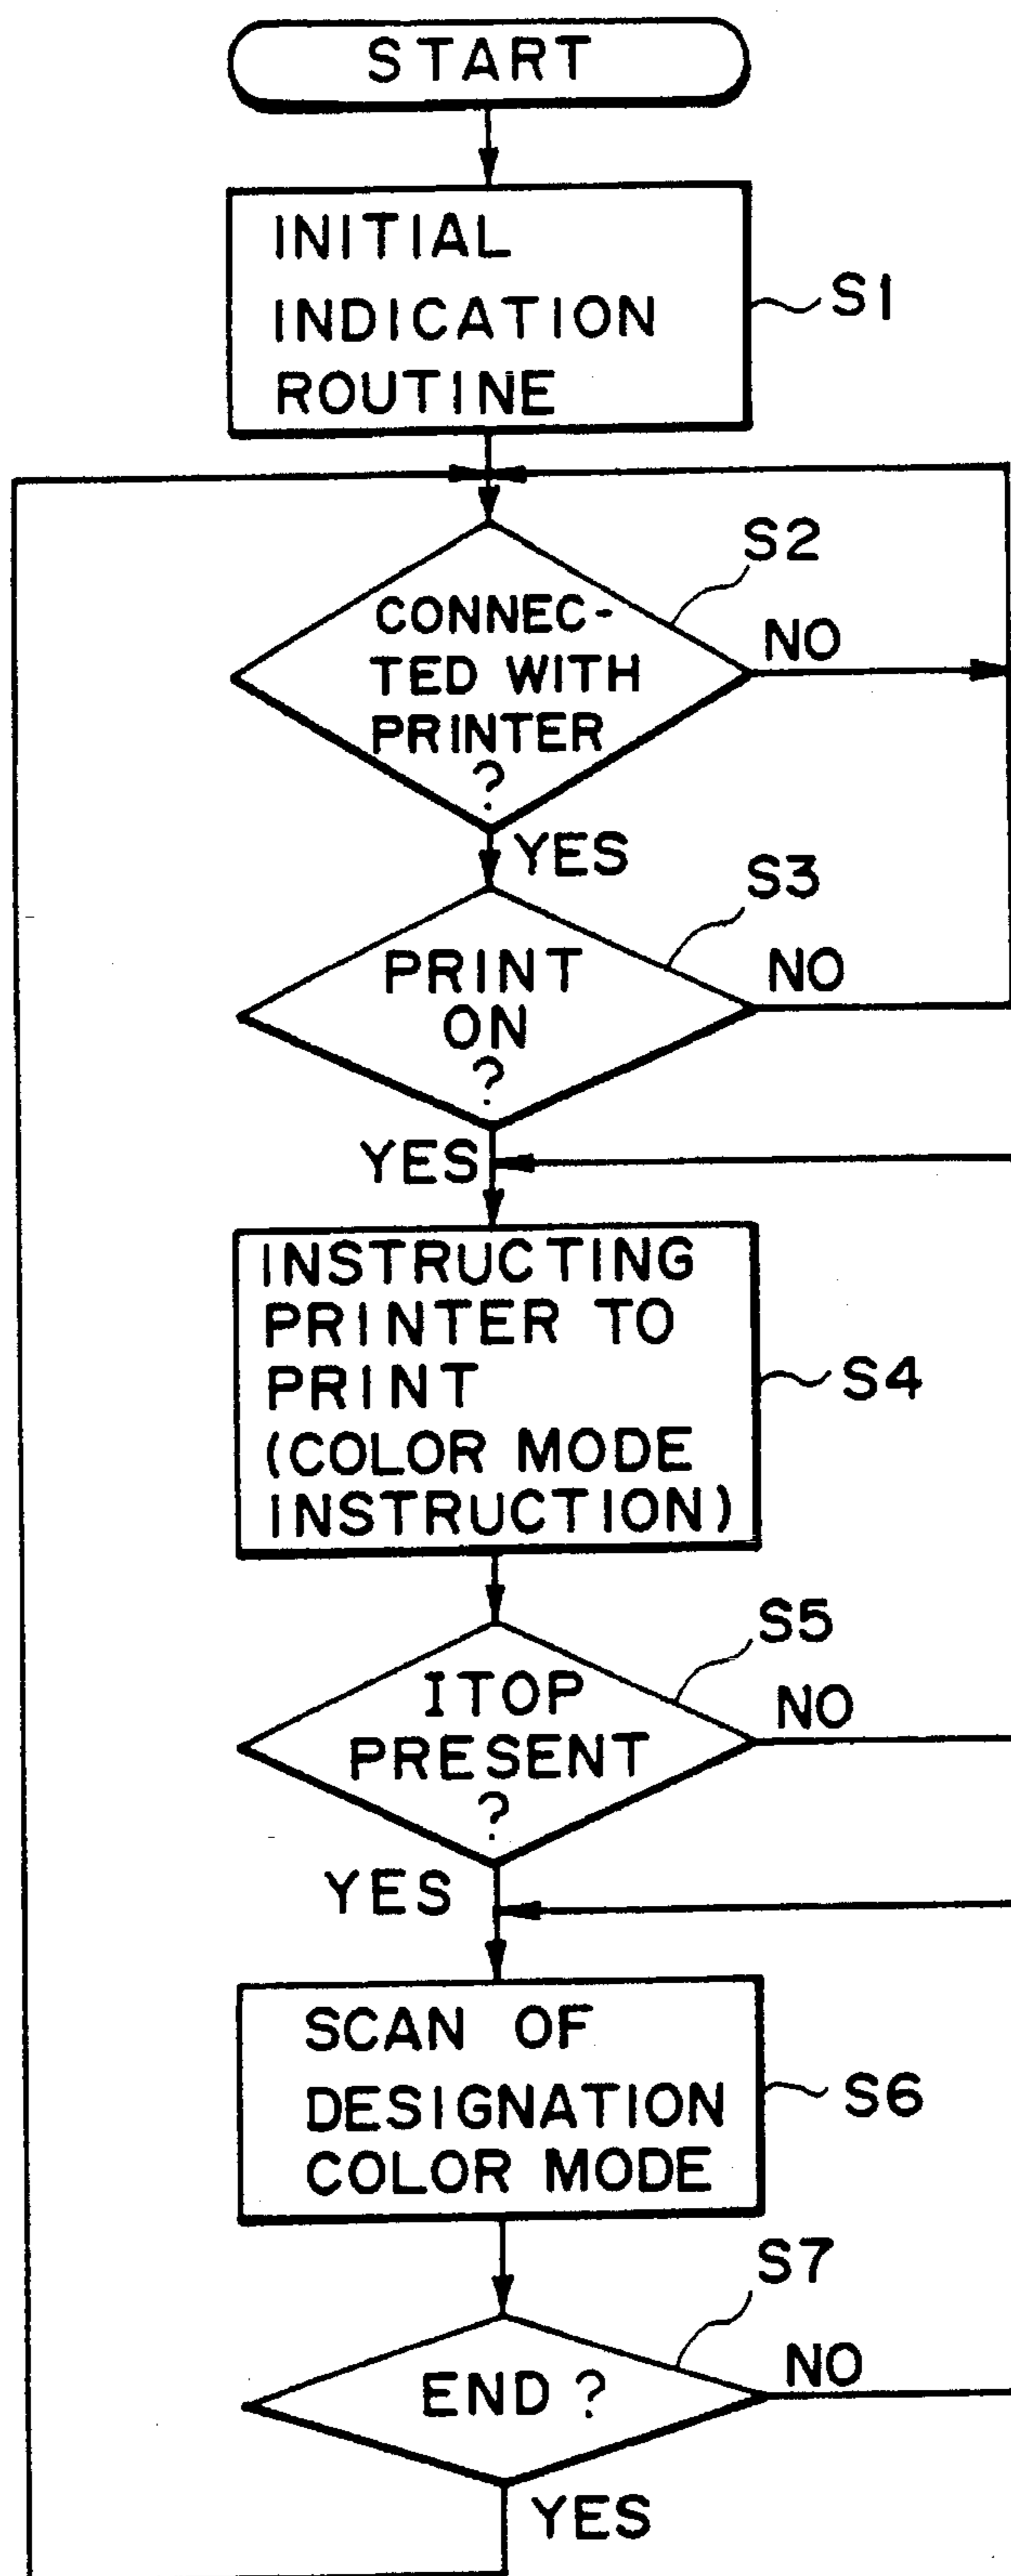 START
INITIAL
INDICATION
ROUTINE
S1
S2
CONNEC-
TED WITH
PRINTER
?
NO
YES
S3
PRINT
ON
?
NO
YES
INSTRUCTING
PRINTER TO
PRINT
(COLOR MODE
INSTRUCTION)
S4
S5
ITOP
PRESENT
?
NO
YES
SCAN OF
DESIGNATION
COLOR MODE
S6
S7
END ?
NO
YES